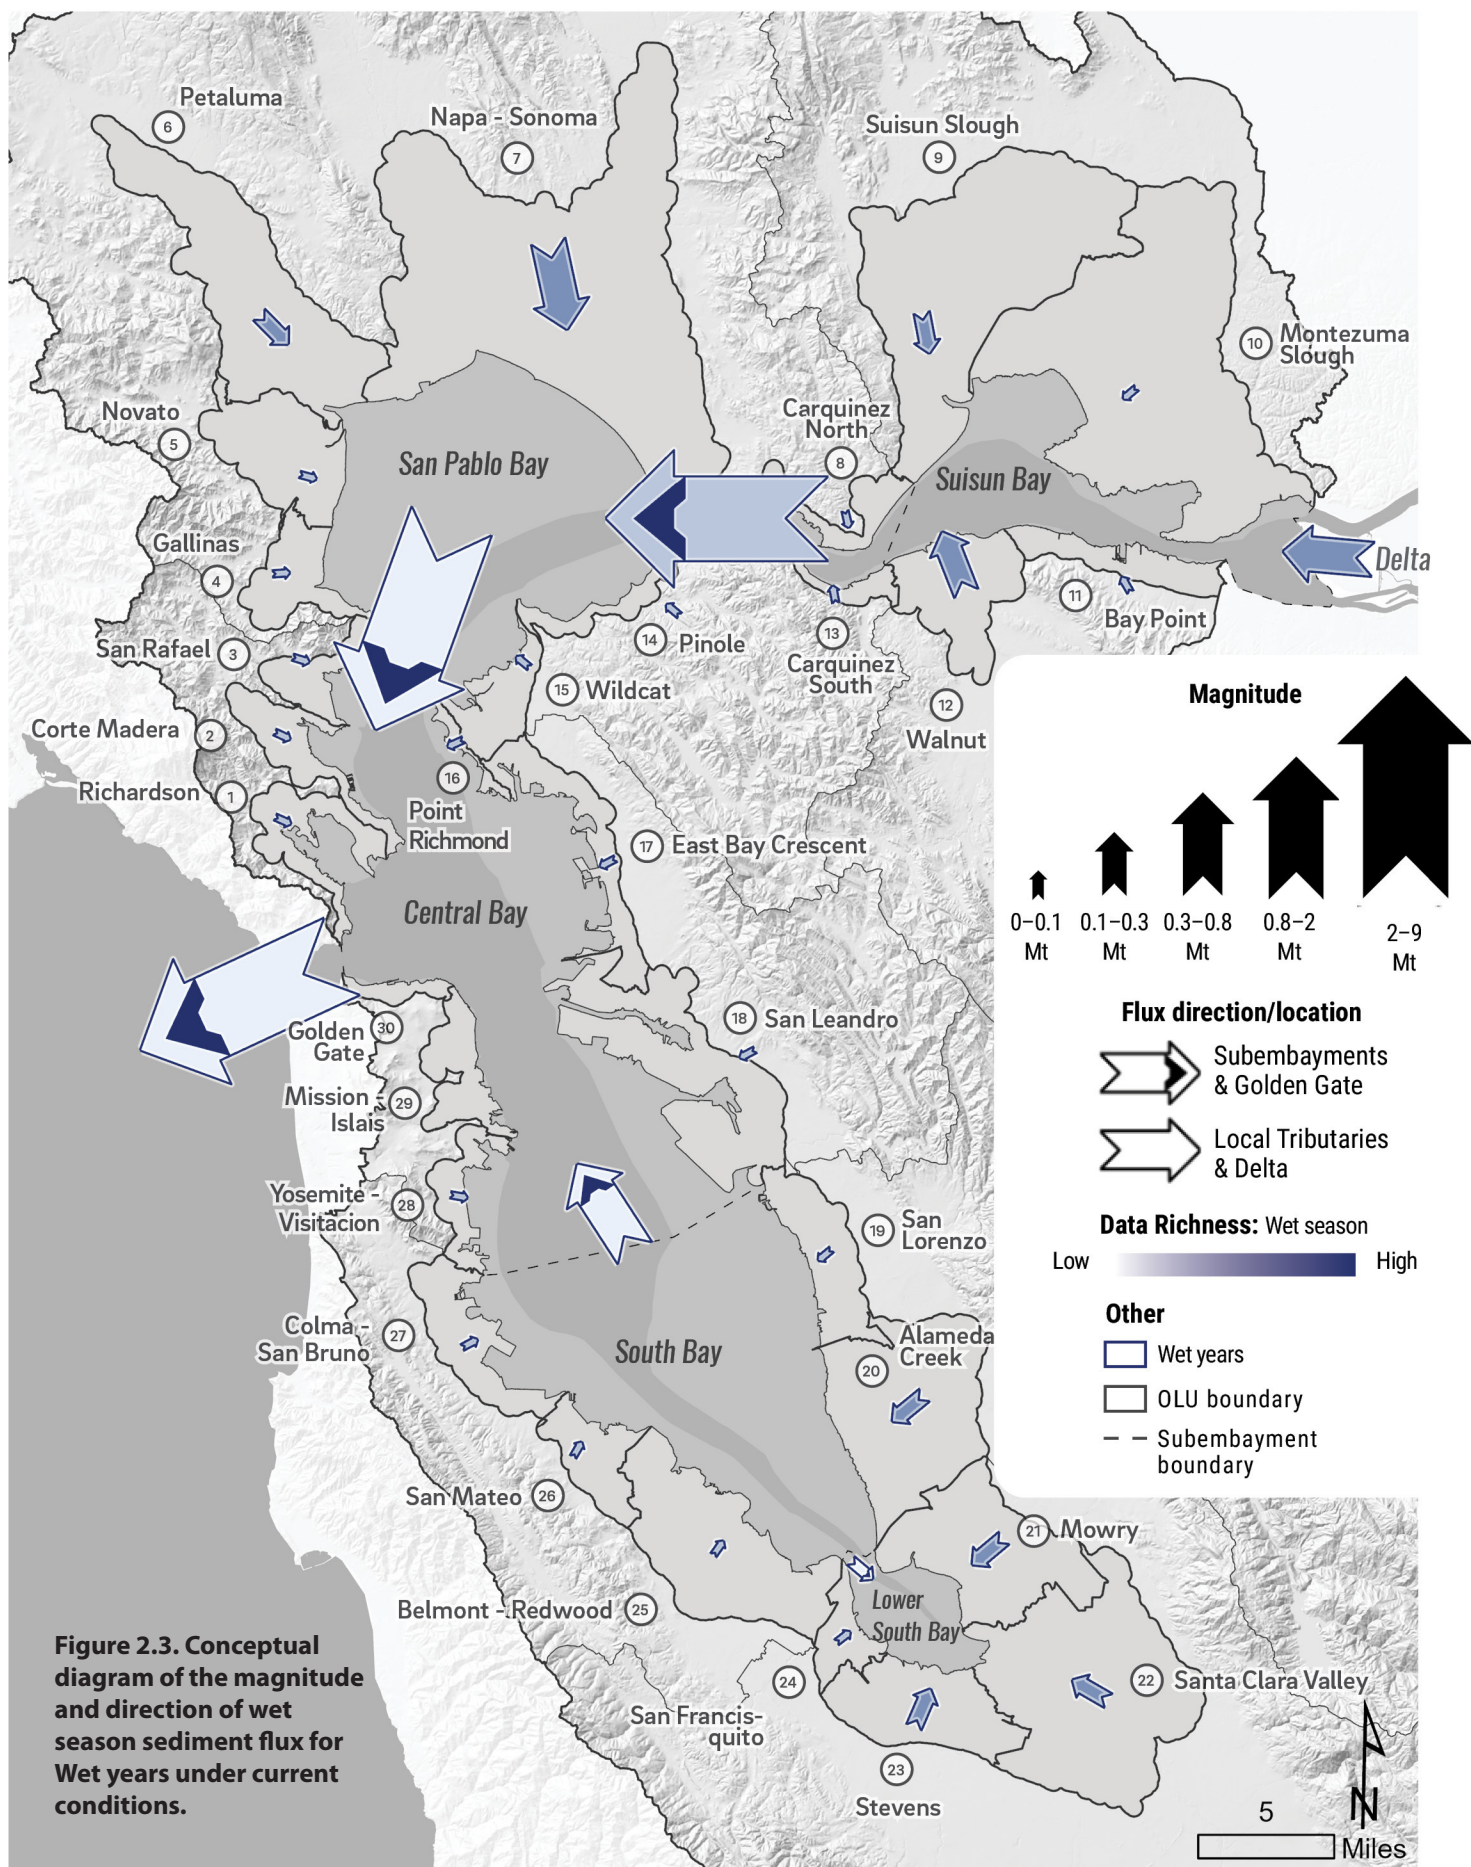 Petaluma
6
Napa - Sonoma
7
Suisun Slough
9
10
Montezuma
Slough
Novato
5
Carquinez
North
8
San Pablo Bay
Suisun Bay
Gallinas
4
Delta
11
Bay Point
San Rafael
3
14
Pinole
13
Carquinez
South
15
Wildcat
12
Walnut
Corte Madera
2
Richardson
1
16
Point
Richmond
17
East Bay Crescent
Central Bay
18
San Leandro
Golden
Gate
30
Mission -
Islais
29
Yosemite -
Visitacion
28
19
San
Lorenzo
Colma -
San Bruno
27
South Bay
Alameda
Creek
20
San Mateo
26
21
Mowry
Belmont - Redwood
25
Lower
South Bay
24
San Francis-
quito
22
Santa Clara Valley
23
Stevens
Magnitude
0–0.1
Mt
0.1–0.3
Mt
0.3–0.8
Mt
0.8–2
Mt
2–9
Mt
Flux direction/location
Subembayments
& Golden Gate
Local Tributaries
& Delta
Data Richness: Wet season
Low
High
Other
Wet years
OLU boundary
Subembayment
boundary
Figure 2.3. Conceptual
diagram of the magnitude
and direction of wet
season sediment flux for
Wet years under current
conditions.
N
5
Miles